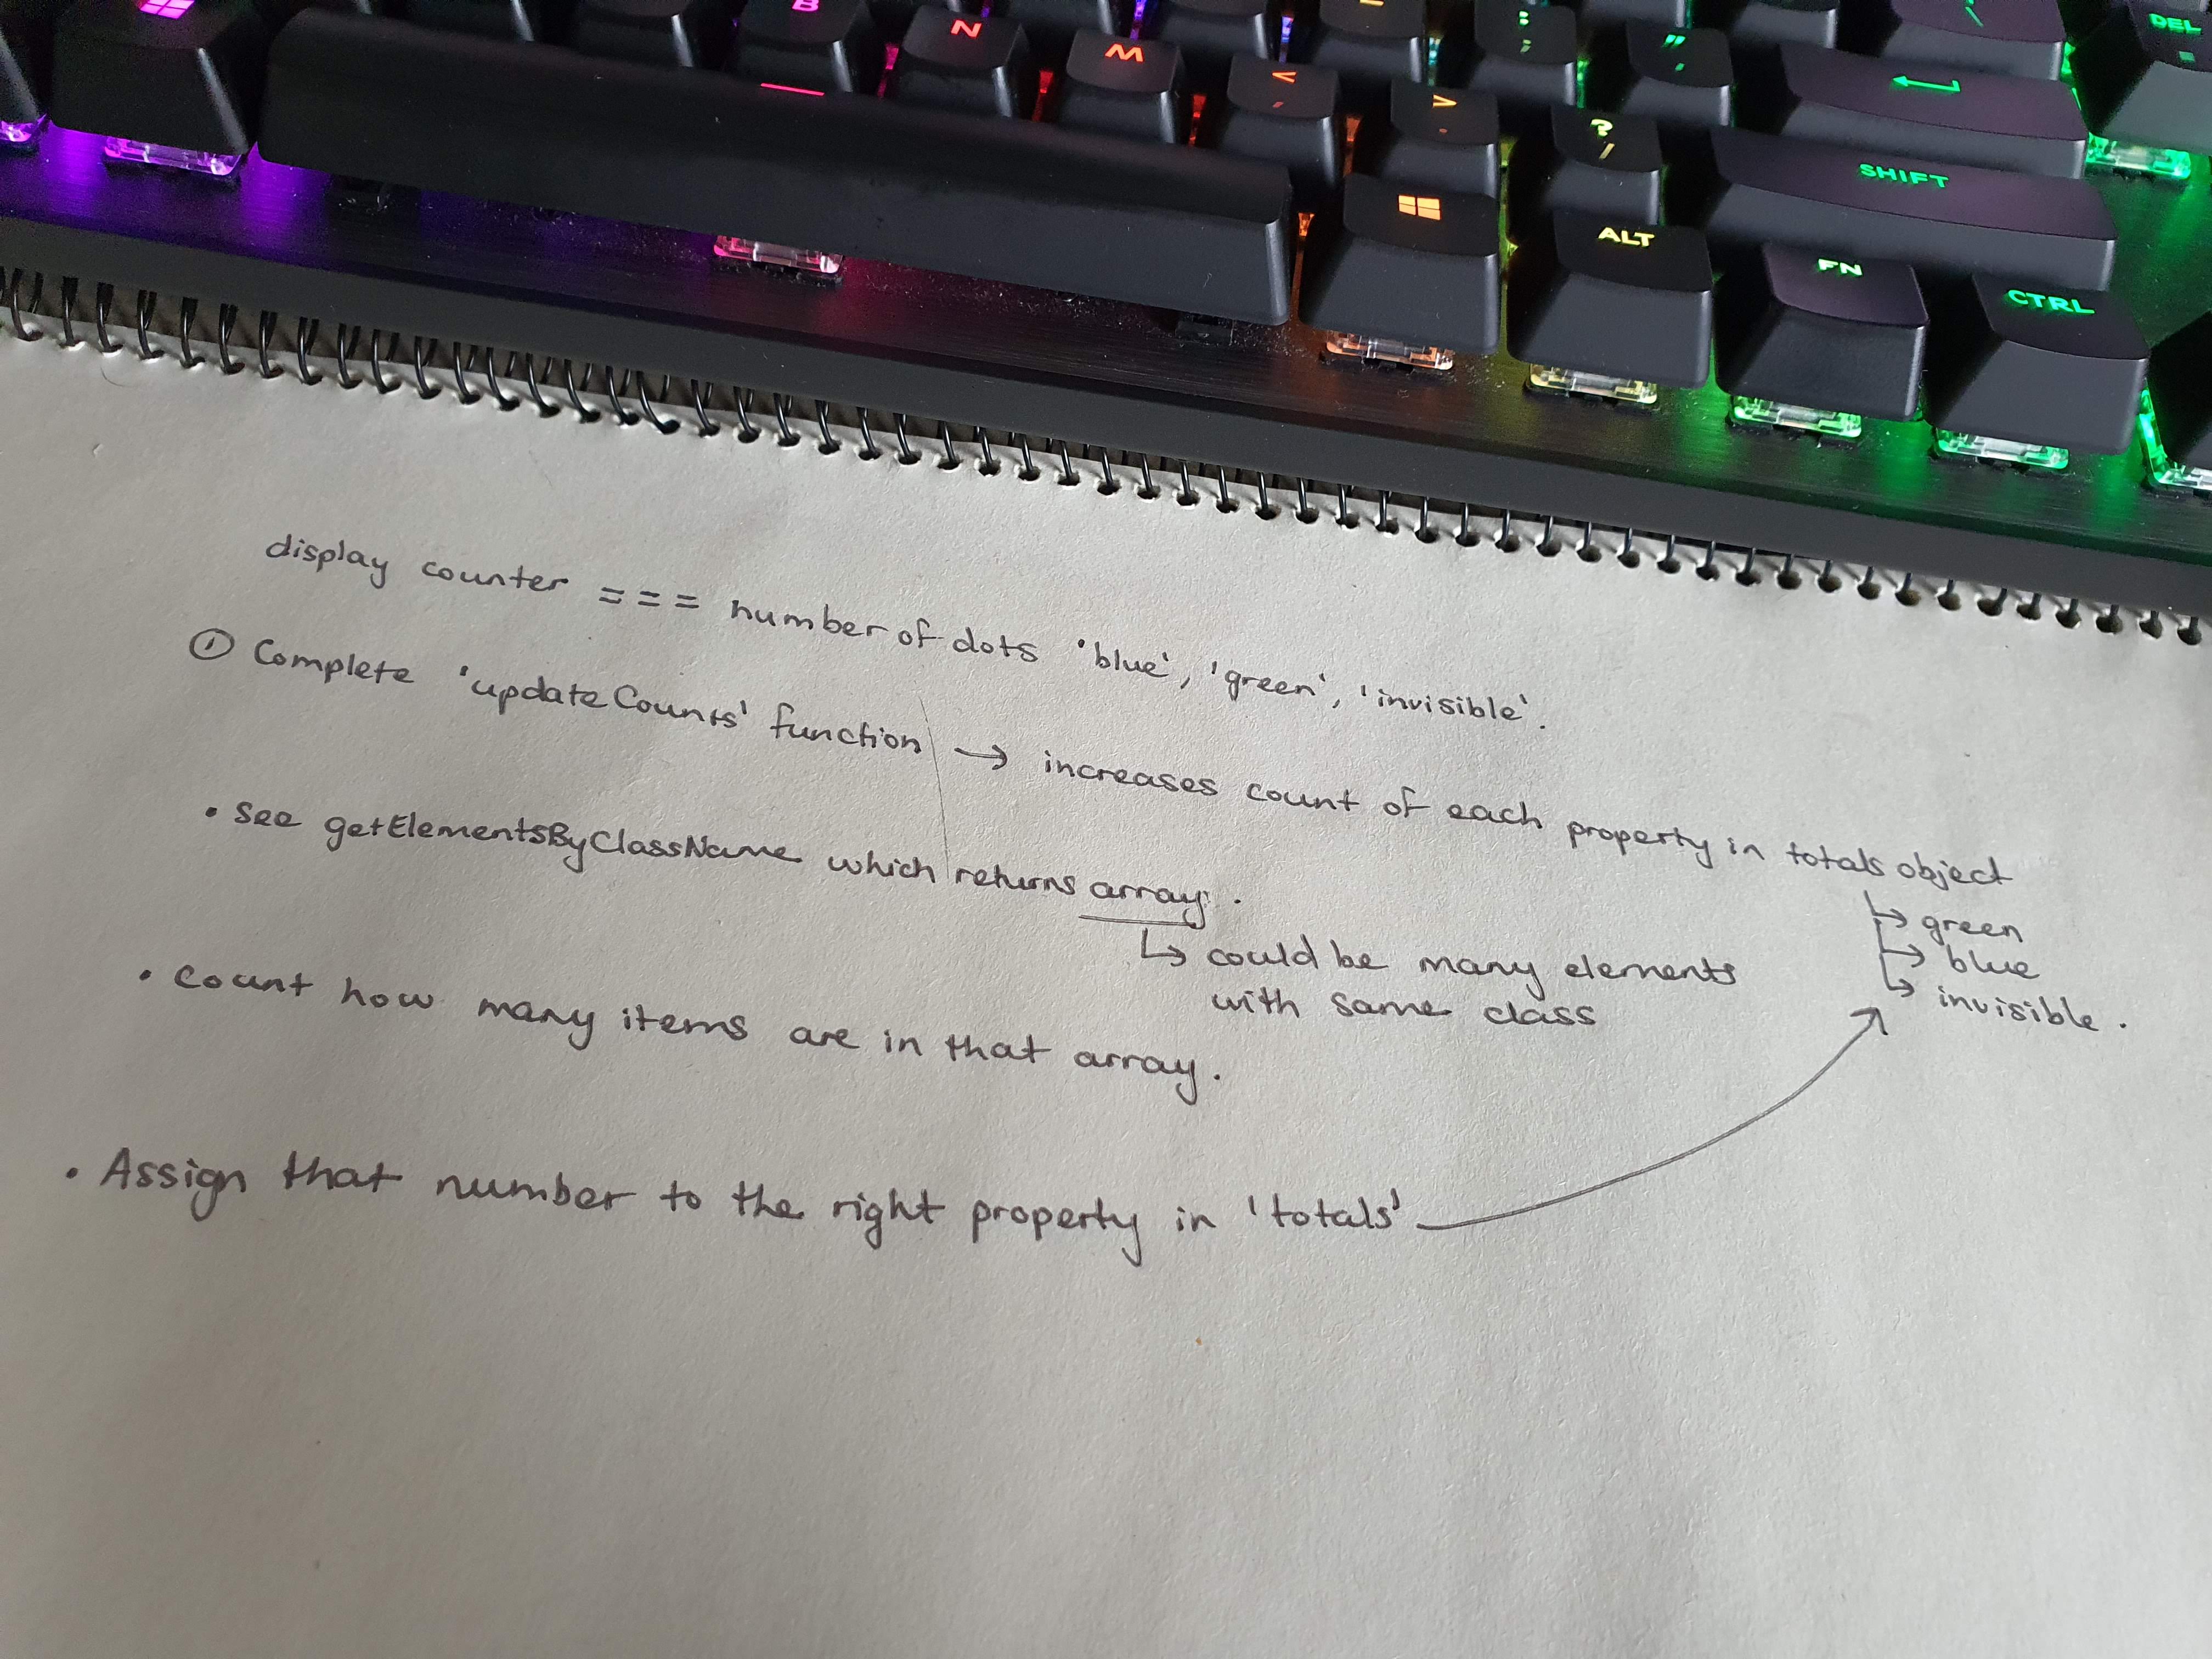 B
N
M
<
,
>
.
?
/
:
;
"
,
\
DEL
SHIFT
ALT
FN
CTRL
display counter === number of dots 'blue', 'green', 'invisible'.
① Complete 'updateCounts' function → increases count of each property in totals object
↳ green
↳ blue
↳ invisible.
• see getElementsByClassName which returns array.
↳ could be many elements
with same class
• count how many items are in that array.
• Assign that number to the right property in 'totals'